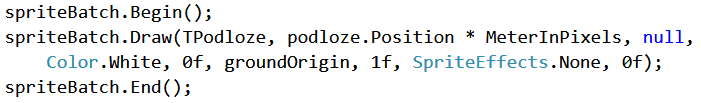 spriteBatch.Begin();
spriteBatch.Draw(TPodloze, podloze.Position * MeterInPixels, null,
    Color.White, 0f, groundOrigin, 1f, SpriteEffects.None, 0f);
spriteBatch.End();